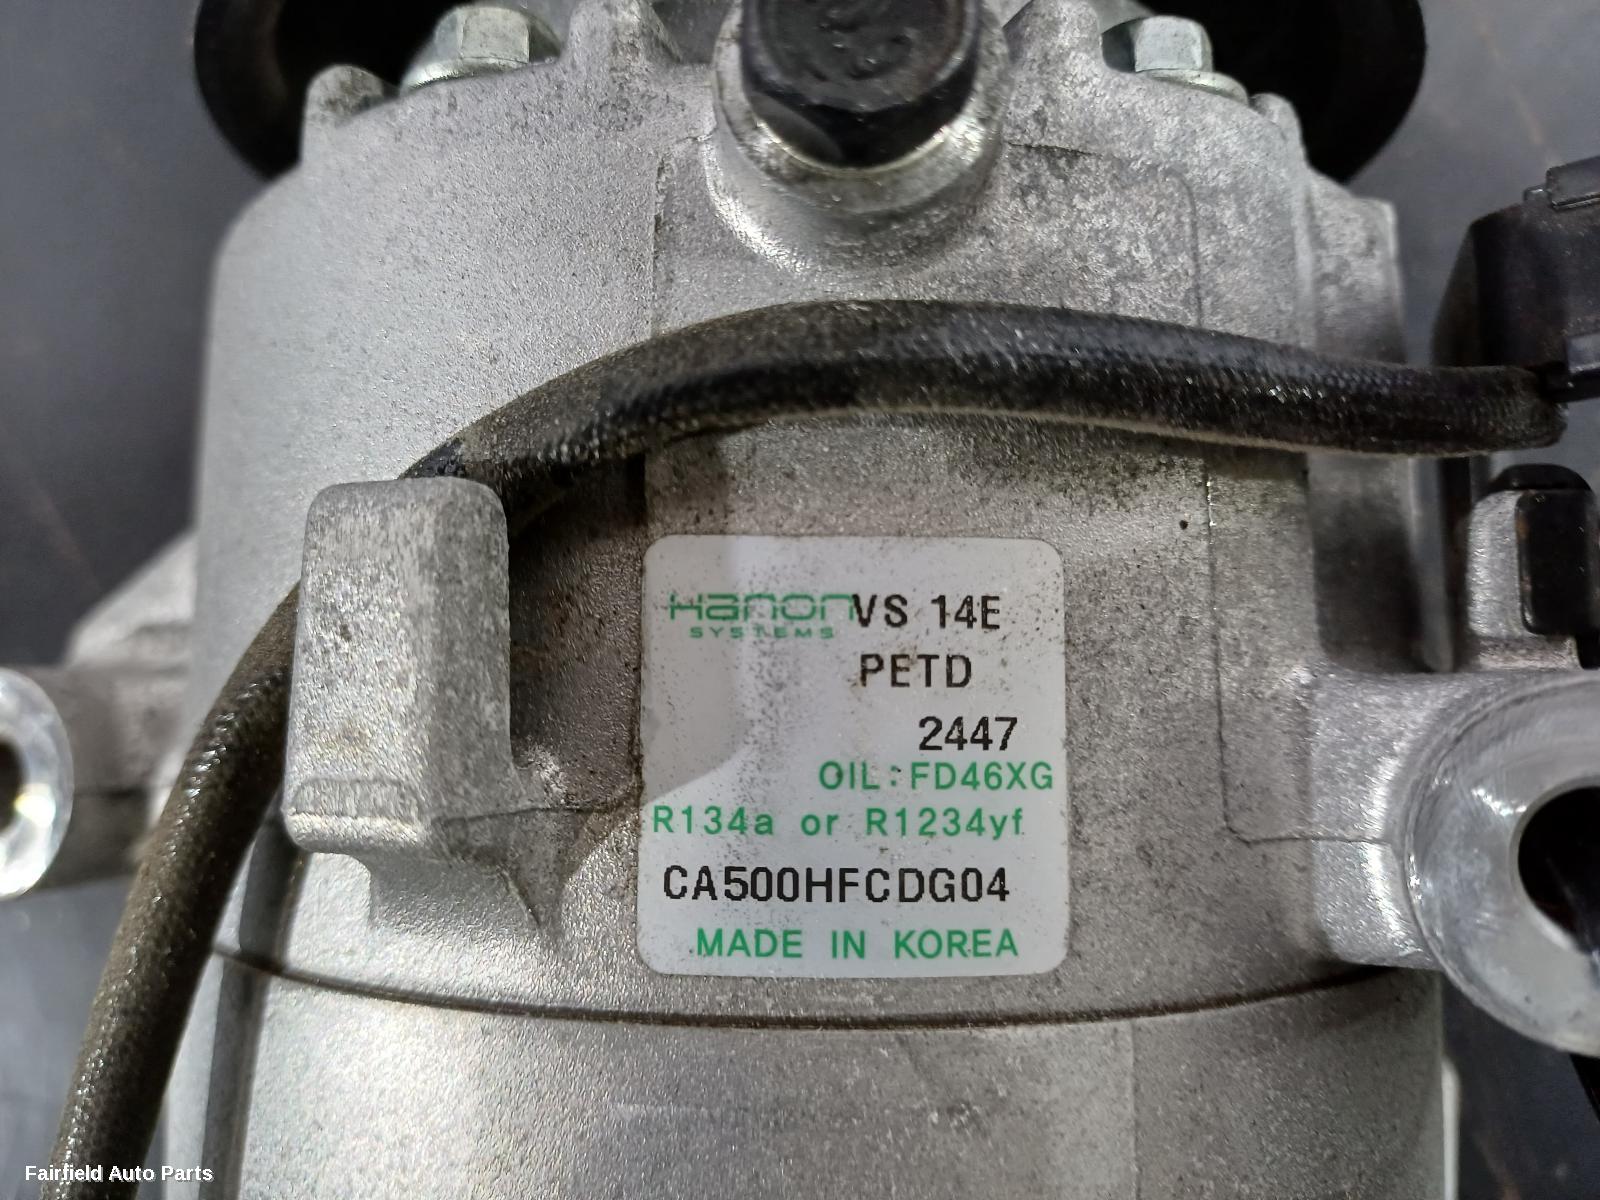 Hanon VS 14E
SYSTEMS
PETD
2447
OIL:FD46XG
R134a or R1234yf
CA500HFCDG04
MADE IN KOREA
Fairfield Auto Parts